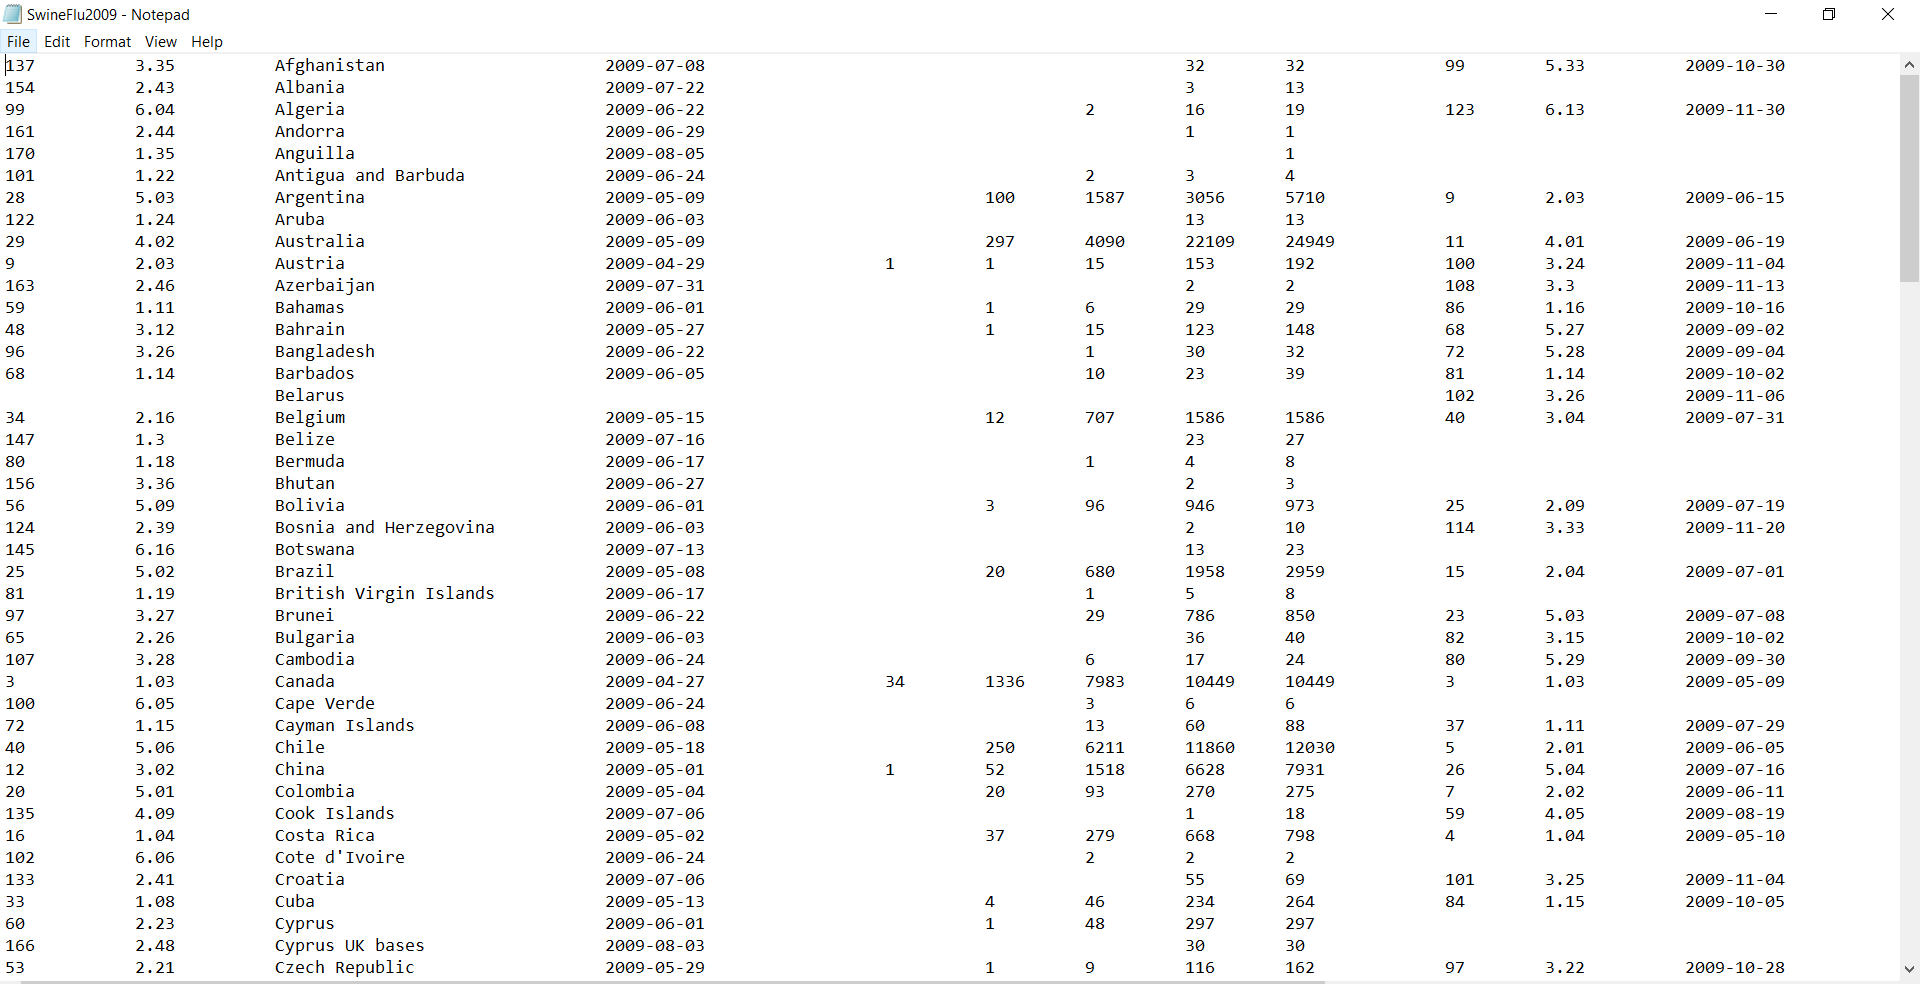 SwineFlu2009 - Notepad
File Edit Format View Help
137 3.35 Afghanistan 2009-07-08 32 32 99 5.33 2009-10-30
154 2.43 Albania 2009-07-22 3 13
99 6.04 Algeria 2009-06-22 2 16 19 123 6.13 2009-11-30
161 2.44 Andorra 2009-06-29 1 1
170 1.35 Anguilla 2009-08-05 1
101 1.22 Antigua and Barbuda 2009-06-24 2 3 4
28 5.03 Argentina 2009-05-09 100 1587 3056 5710 9 2.03 2009-06-15
122 1.24 Aruba 2009-06-03 13 13
29 4.02 Australia 2009-05-09 297 4090 22109 24949 11 4.01 2009-06-19
9 2.03 Austria 2009-04-29 1 1 15 153 192 100 3.24 2009-11-04
163 2.46 Azerbaijan 2009-07-31 2 2 108 3.3 2009-11-13
59 1.11 Bahamas 2009-06-01 1 6 29 29 86 1.16 2009-10-16
48 3.12 Bahrain 2009-05-27 1 15 123 148 68 5.27 2009-09-02
96 3.26 Bangladesh 2009-06-22 1 30 32 72 5.28 2009-09-04
68 1.14 Barbados 2009-06-05 10 23 39 81 1.14 2009-10-02
Belarus 102 3.26 2009-11-06
34 2.16 Belgium 2009-05-15 12 707 1586 1586 40 3.04 2009-07-31
147 1.3 Belize 2009-07-16 23 27
80 1.18 Bermuda 2009-06-17 1 4 8
156 3.36 Bhutan 2009-06-27 2 3
56 5.09 Bolivia 2009-06-01 3 96 946 973 25 2.09 2009-07-19
124 2.39 Bosnia and Herzegovina 2009-06-03 2 10 114 3.33 2009-11-20
145 6.16 Botswana 2009-07-13 13 23
25 5.02 Brazil 2009-05-08 20 680 1958 2959 15 2.04 2009-07-01
81 1.19 British Virgin Islands 2009-06-17 1 5 8
97 3.27 Brunei 2009-06-22 29 786 850 23 5.03 2009-07-08
65 2.26 Bulgaria 2009-06-03 36 40 82 3.15 2009-10-02
107 3.28 Cambodia 2009-06-24 6 17 24 80 5.29 2009-09-30
3 1.03 Canada 2009-04-27 34 1336 7983 10449 10449 3 1.03 2009-05-09
100 6.05 Cape Verde 2009-06-24 3 6 6
72 1.15 Cayman Islands 2009-06-08 13 60 88 37 1.11 2009-07-29
40 5.06 Chile 2009-05-18 250 6211 11860 12030 5 2.01 2009-06-05
12 3.02 China 2009-05-01 1 52 1518 6628 7931 26 5.04 2009-07-16
20 5.01 Colombia 2009-05-04 20 93 270 275 7 2.02 2009-06-11
135 4.09 Cook Islands 2009-07-06 1 18 59 4.05 2009-08-19
16 1.04 Costa Rica 2009-05-02 37 279 668 798 4 1.04 2009-05-10
102 6.06 Cote d'Ivoire 2009-06-24 2 2 2
133 2.41 Croatia 2009-07-06 55 69 101 3.25 2009-11-04
33 1.08 Cuba 2009-05-13 4 46 234 264 84 1.15 2009-10-05
60 2.23 Cyprus 2009-06-01 1 48 297 297
166 2.48 Cyprus UK bases 2009-08-03 30 30
53 2.21 Czech Republic 2009-05-29 1 9 116 162 97 3.22 2009-10-28